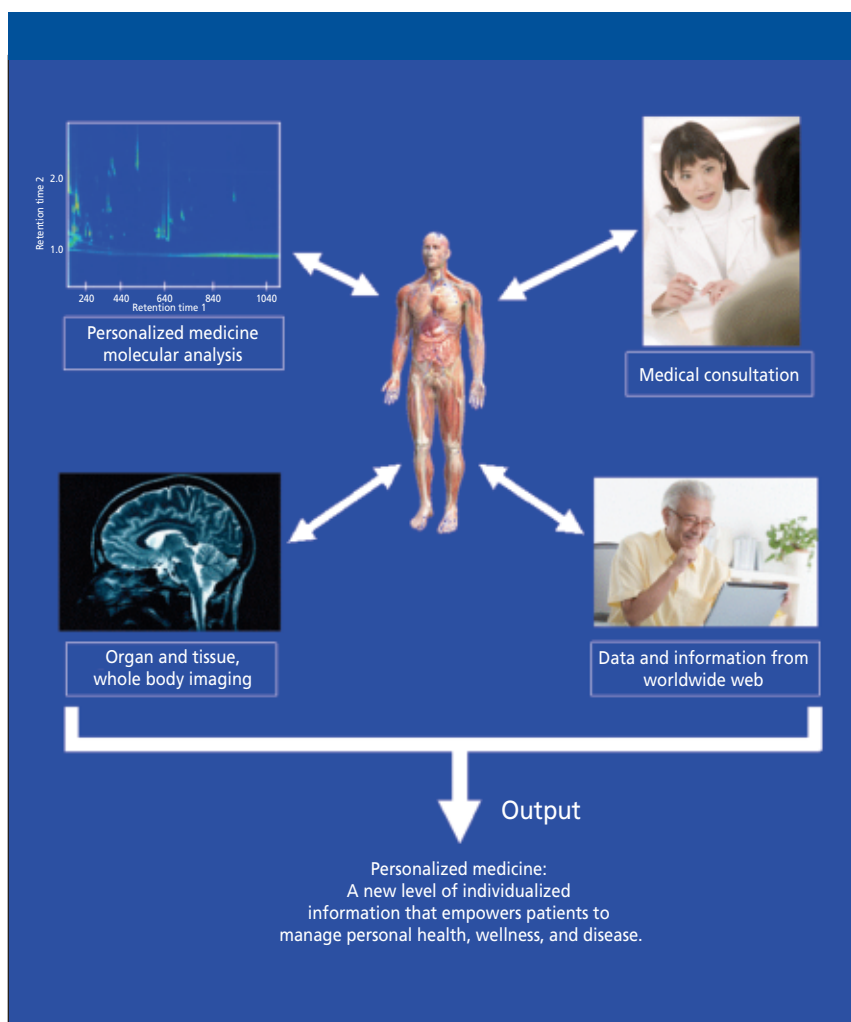 Retention time 2
2.0
1.0
240 440 640 840 1040
Retention time 1
Personalized medicine
molecular analysis
Medical consultation
Organ and tissue,
whole body imaging
Data and information from
worldwide web
Output
Personalized medicine:
A new level of individualized
information that empowers patients to
manage personal health, wellness, and disease.